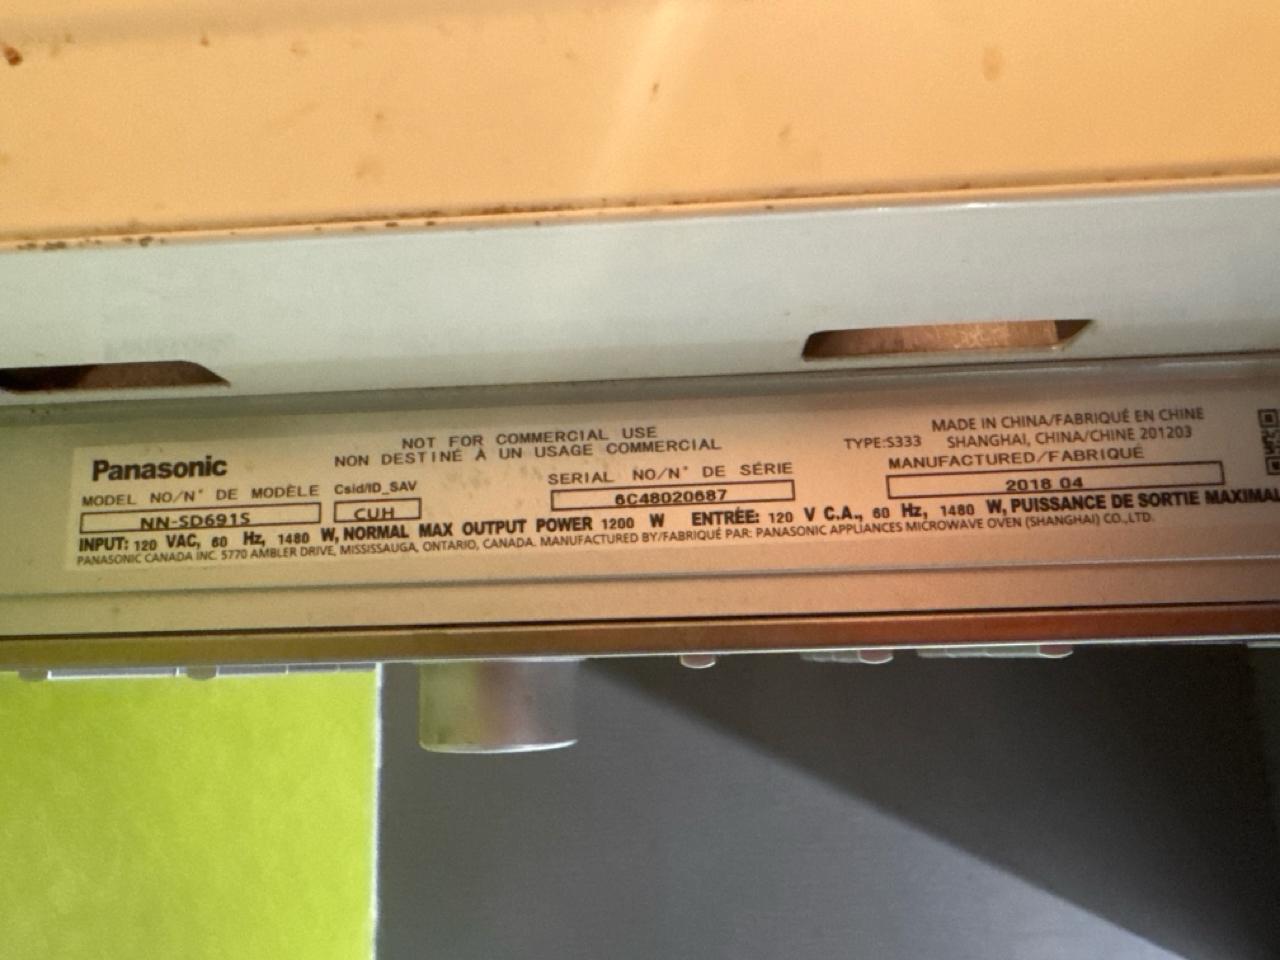 NOT FOR COMMERCIAL USE
NON DESTINÉ À UN USAGE COMMERCIAL
MADE IN CHINA/FABRIQUÉ EN CHINE
TYPE:S333 SHANGHAI, CHINA/CHINE 201203
Panasonic
MODEL NO/N° DE MODÈLE Csid/ID_SAV
SERIAL NO/N° DE SÉRIE
MANUFACTURED/FABRIQUÉ
NN-SD691S CUH 6C48020687 2018 04
INPUT: 120 VAC, 60 Hz, 1480 W, NORMAL MAX OUTPUT POWER 1200 W ENTRÉE: 120 V C.A., 60 Hz, 1480 W, PUISSANCE DE SORTIE MAXIMAL
PANASONIC CANADA INC. 5770 AMBLER DRIVE, MISSISSAUGA, ONTARIO, CANADA. MANUFACTURED BY/FABRIQUÉ PAR: PANASONIC APPLIANCES MICROWAVE OVEN (SHANGHAI) CO.,LTD.